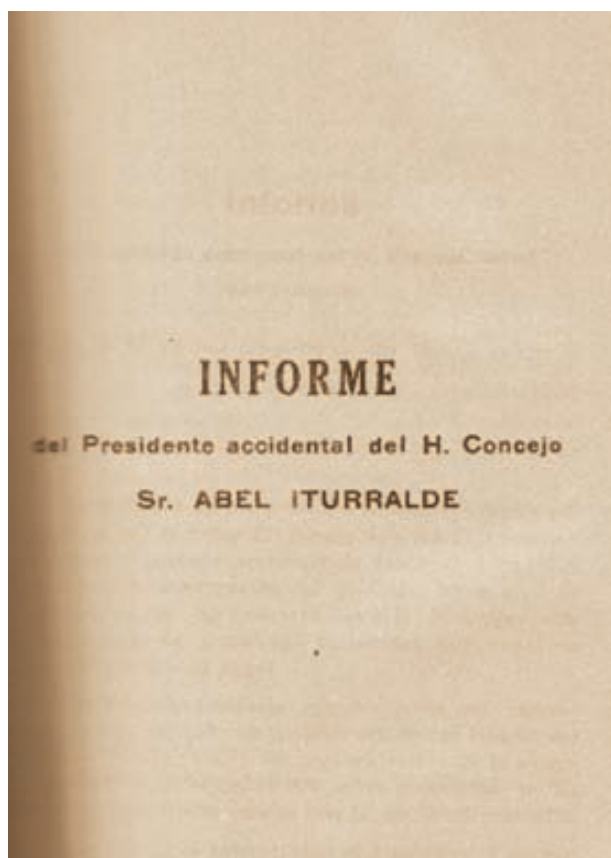 INFORME
del Presidente accidental del H. Concejo
Sr. ABEL ITURRALDE